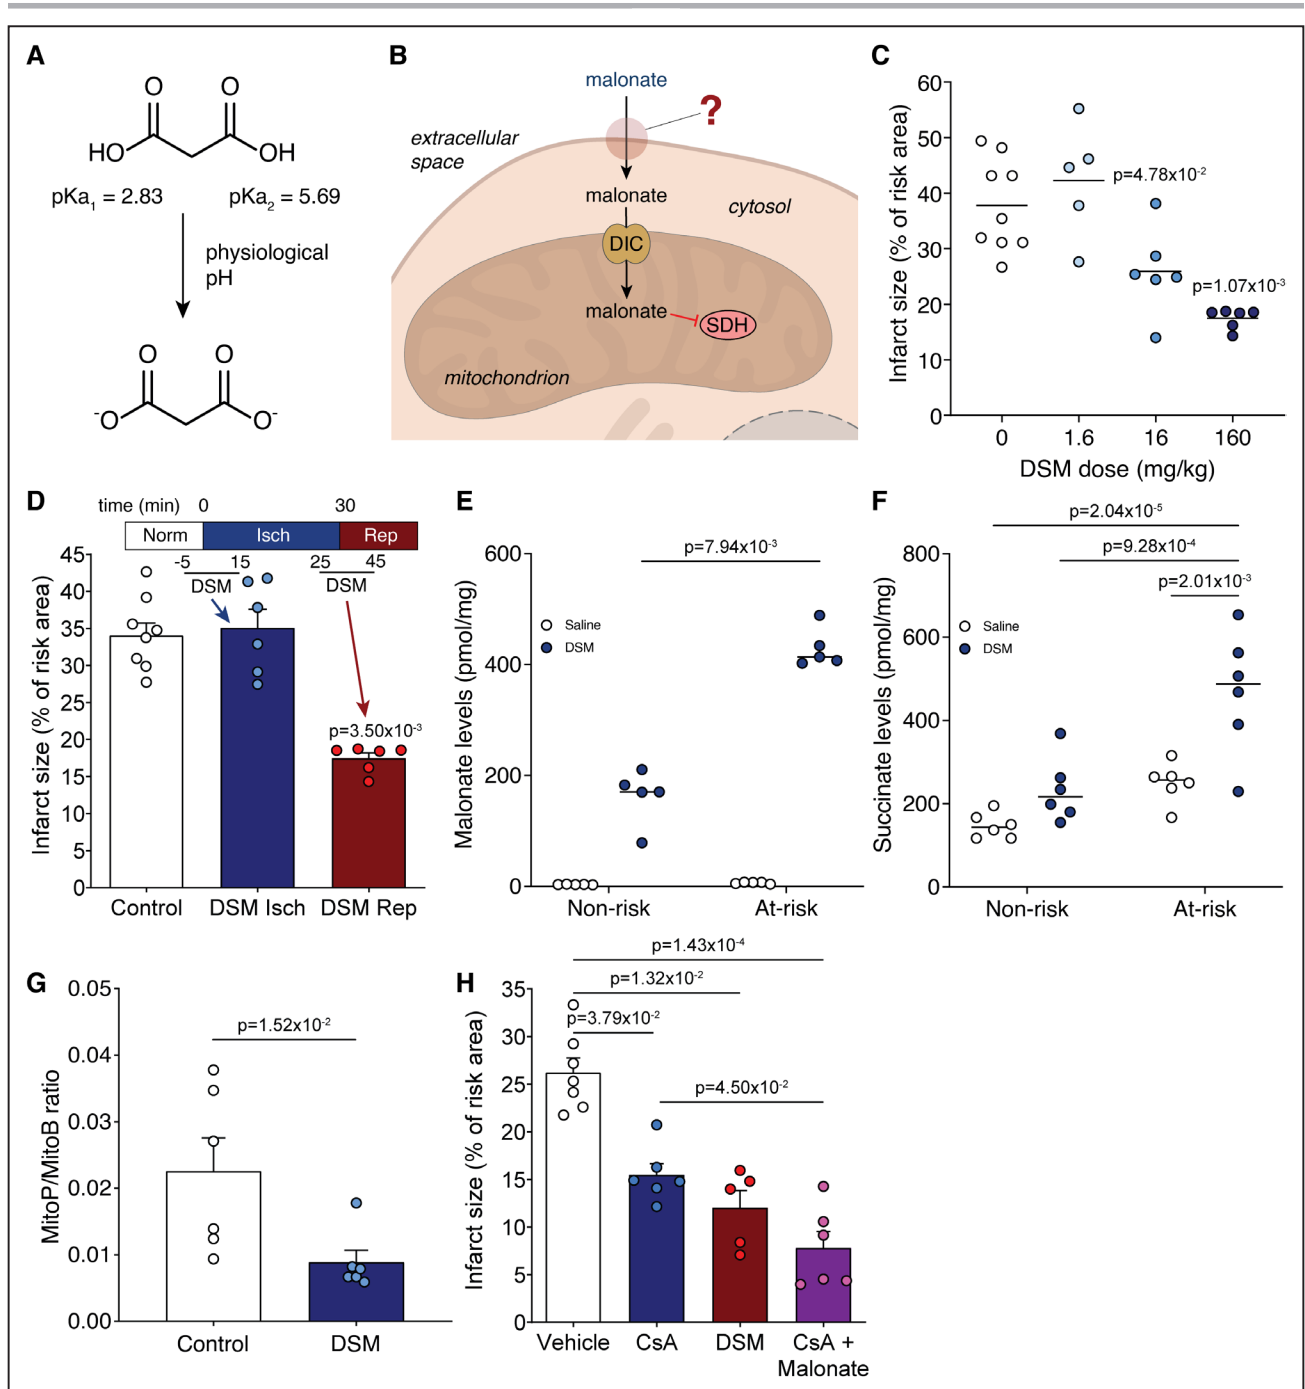 A
O O
HO OH
pKa1 = 2.83 pKa2 = 5.69
physiological
pH
O O
-O O-
B
malonate
?
extracellular
space
malonate
cytosol
DIC
malonate
SDH
mitochondrion
C
Infarct size (% of risk area)
60
50
40
30
20
10
0
p=4.78x10-2
p=1.07x10-3
0 1.6 16 160
DSM dose (mg/kg)
D
time (min) 0 30
Norm Isch Rep
-5 15 25 45
DSM DSM
Infarct size (% of risk area)
45
40
35
30
25
20
15
10
5
0
p=3.50x10-3
Control DSM Isch DSM Rep
E
Malonate levels (pmol/mg)
600
400
200
0
p=7.94x10-3
Saline
DSM
Non-risk At-risk
F
Succinate levels (pmol/mg)
800
600
400
200
0
p=2.04x10-5
p=9.28x10-4
p=2.01x10-3
Saline
DSM
Non-risk At-risk
G
MitoP/MitoB ratio
0.05
0.04
0.03
0.02
0.01
0.00
p=1.52x10-2
Control DSM
H
Infarct size (% of risk area)
35
30
25
20
15
10
5
0
p=1.43x10-4
p=1.32x10-2
p=3.79x10-2
p=4.50x10-2
Vehicle CsA DSM CsA +
Malonate